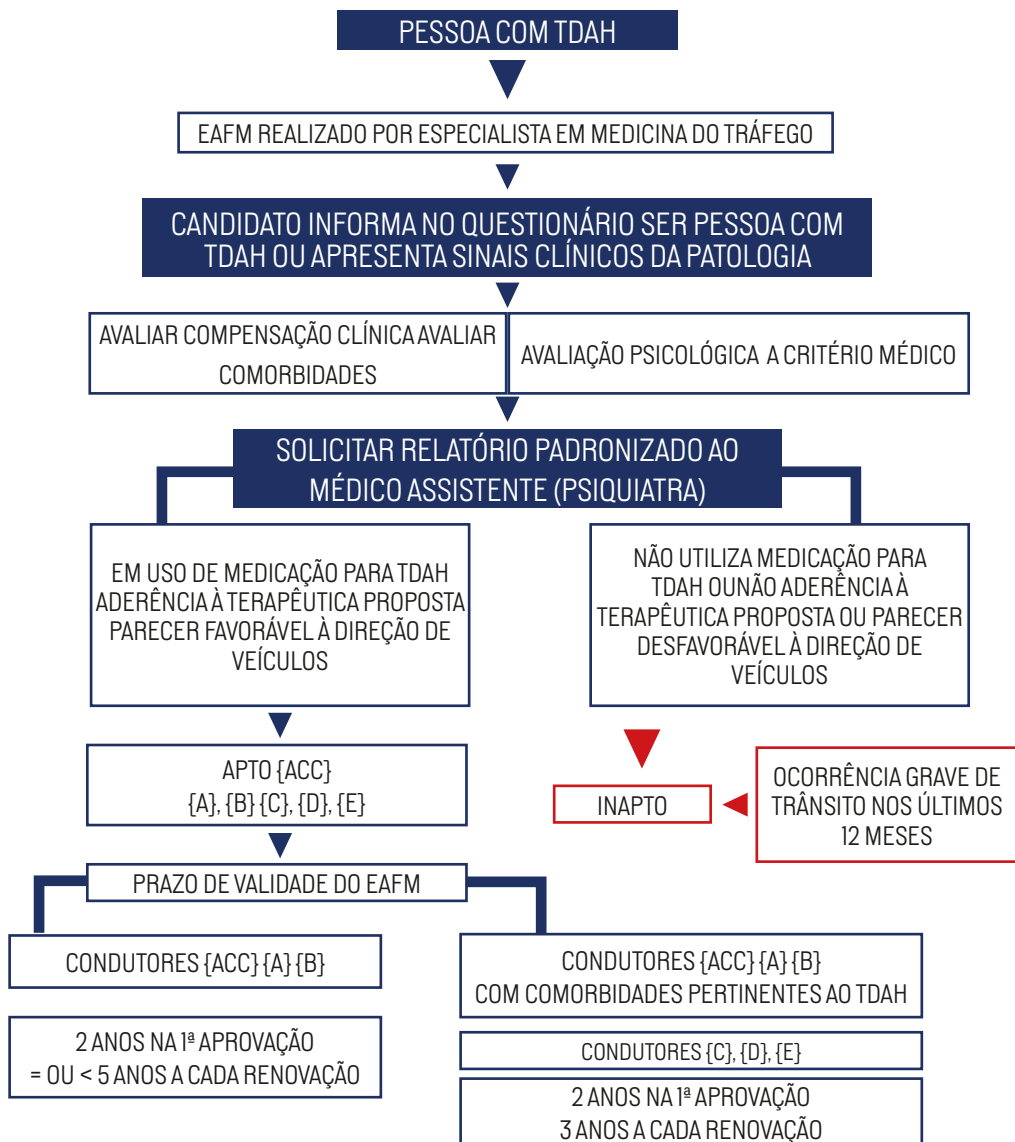 PESSOA COM TDAH
EAFM REALIZADO POR ESPECIALISTA EM MEDICINA DO TRÁFEGO
CANDIDATO INFORMA NO QUESTIONÁRIO SER PESSOA COM
TDAH OU APRESENTA SINAIS CLÍNICOS DA PATOLOGIA
AVALIAR COMPENSAÇÃO CLÍNICA AVALIAR
COMORBIDADES
AVALIAÇÃO PSICOLÓGICA A CRITÉRIO MÉDICO
SOLICITAR RELATÓRIO PADRONIZADO AO
MÉDICO ASSISTENTE (PSIQUIATRA)
EM USO DE MEDICAÇÃO PARA TDAH
ADERÊNCIA À TERAPÊUTICA PROPOSTA
PARECER FAVORÁVEL À DIREÇÃO DE
VEÍCULOS
NÃO UTILIZA MEDICAÇÃO PARA
TDAH OUNÃO ADERÊNCIA À
TERAPÊUTICA PROPOSTA OU PARECER
DESFAVORÁVEL À DIREÇÃO DE
VEÍCULOS
APTO {ACC}
{A}, {B} {C}, {D}, {E}
INAPTO
OCORRÊNCIA GRAVE DE
TRÂNSITO NOS ÚLTIMOS
12 MESES
PRAZO DE VALIDADE DO EAFM
CONDUTORES {ACC} {A} {B}
2 ANOS NA 1ª APROVAÇÃO
= OU < 5 ANOS A CADA RENOVAÇÃO
CONDUTORES {ACC} {A} {B}
COM COMORBIDADES PERTINENTES AO TDAH
CONDUTORES {C}, {D}, {E}
2 ANOS NA 1ª APROVAÇÃO
3 ANOS A CADA RENOVAÇÃO